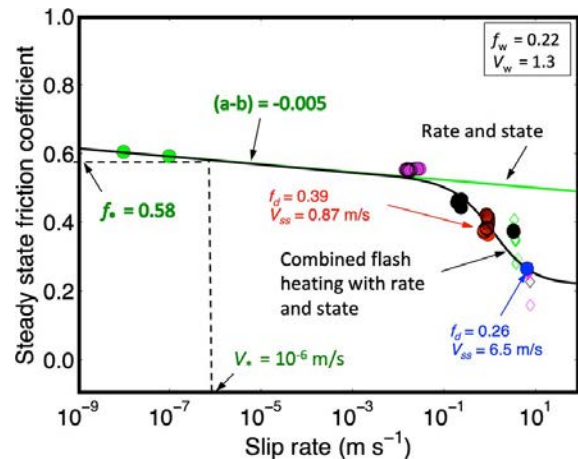 Steady state friction coefficient
1.0
0.8
0.6
0.4
0.2
0.0
f_w = 0.22
V_w = 1.3
(a-b) = -0.005
Rate and state
f_* = 0.58
f_d = 0.39
V_ss = 0.87 m/s
Combined flash
heating with rate
and state
f_d = 0.26
V_ss = 6.5 m/s
V_* = 10⁻⁶ m/s
10⁻⁹
10⁻⁷
10⁻⁵
10⁻³
10⁻¹
10¹
Slip rate (m s⁻¹)